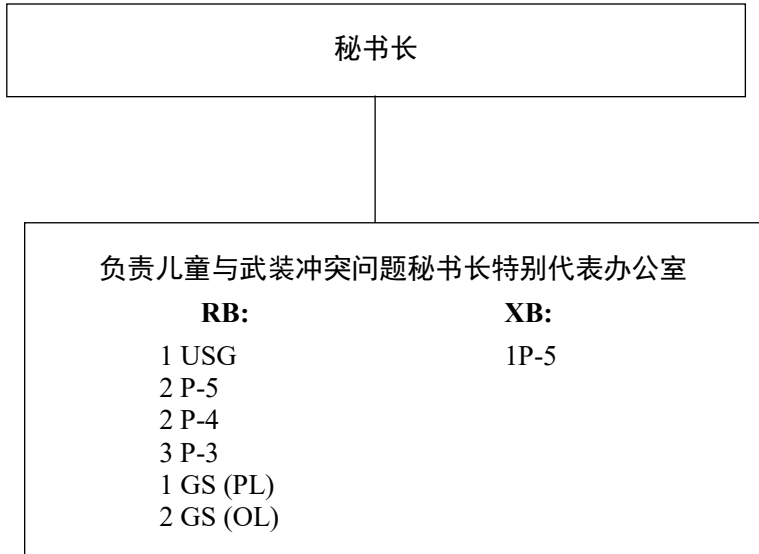 秘书长
负责儿童与武装冲突问题秘书长特别代表办公室
RB: XB:
1 USG 1P-5
2 P-5
2 P-4
3 P-3
1 GS (PL)
2 GS (OL)